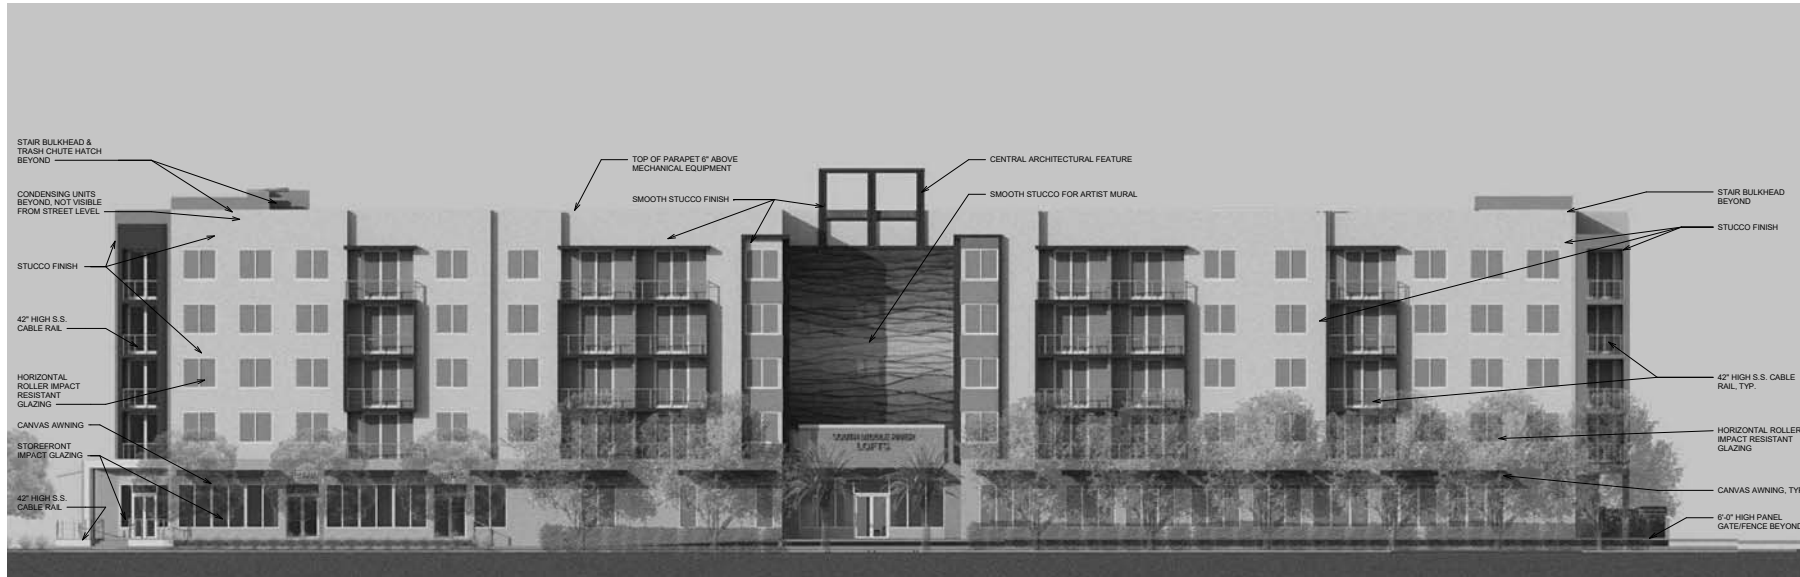 STAIR BULKHEAD &
TRASH CHUTE HATCH
BEYOND
CONDENSING UNITS
BEYOND, NOT VISIBLE
FROM STREET LEVEL
STUCCO FINISH
42" HIGH S.S.
CABLE RAIL
HORIZONTAL
ROLLER IMPACT
RESISTANT
GLAZING
CANVAS AWNING
STOREFRONT
IMPACT GLAZING
42" HIGH S.S.
CABLE RAIL
TOP OF PARAPET 6" ABOVE
MECHANICAL EQUIPMENT
SMOOTH STUCCO FINISH
CENTRAL ARCHITECTURAL FEATURE
SMOOTH STUCCO FOR ARTIST MURAL
LOFTS
STAIR BULKHEAD
BEYOND
STUCCO FINISH
42" HIGH S.S. CABLE
RAIL, TYP.
HORIZONTAL ROLLER
IMPACT RESISTANT
GLAZING
CANVAS AWNING, TYP
6'-0" HIGH PANEL
GATE/FENCE BEYOND